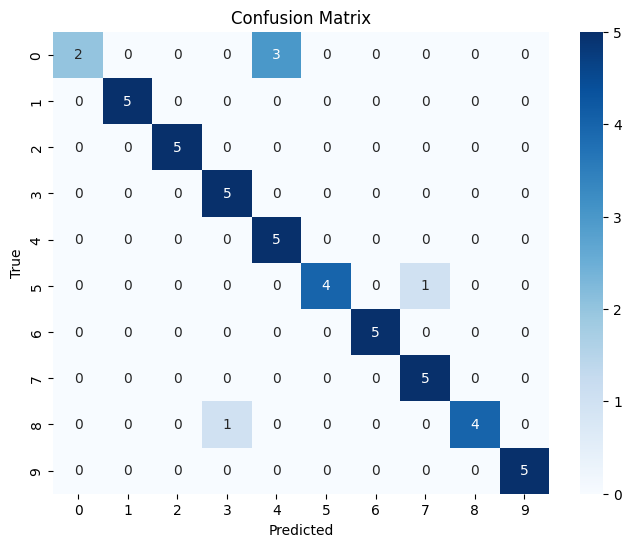 Confusion Matrix
0 2 0 0 0 3 0 0 0 0 0
1 0 5 0 0 0 0 0 0 0 0
2 0 0 5 0 0 0 0 0 0 0
3 0 0 0 5 0 0 0 0 0 0
4 0 0 0 0 5 0 0 0 0 0
5 0 0 0 0 0 4 0 1 0 0
6 0 0 0 0 0 0 5 0 0 0
7 0 0 0 0 0 0 0 5 0 0
8 0 0 0 1 0 0 0 0 4 0
9 0 0 0 0 0 0 0 0 0 5
0 1 2 3 4 5 6 7 8 9
Predicted
True
5
4
3
2
1
0